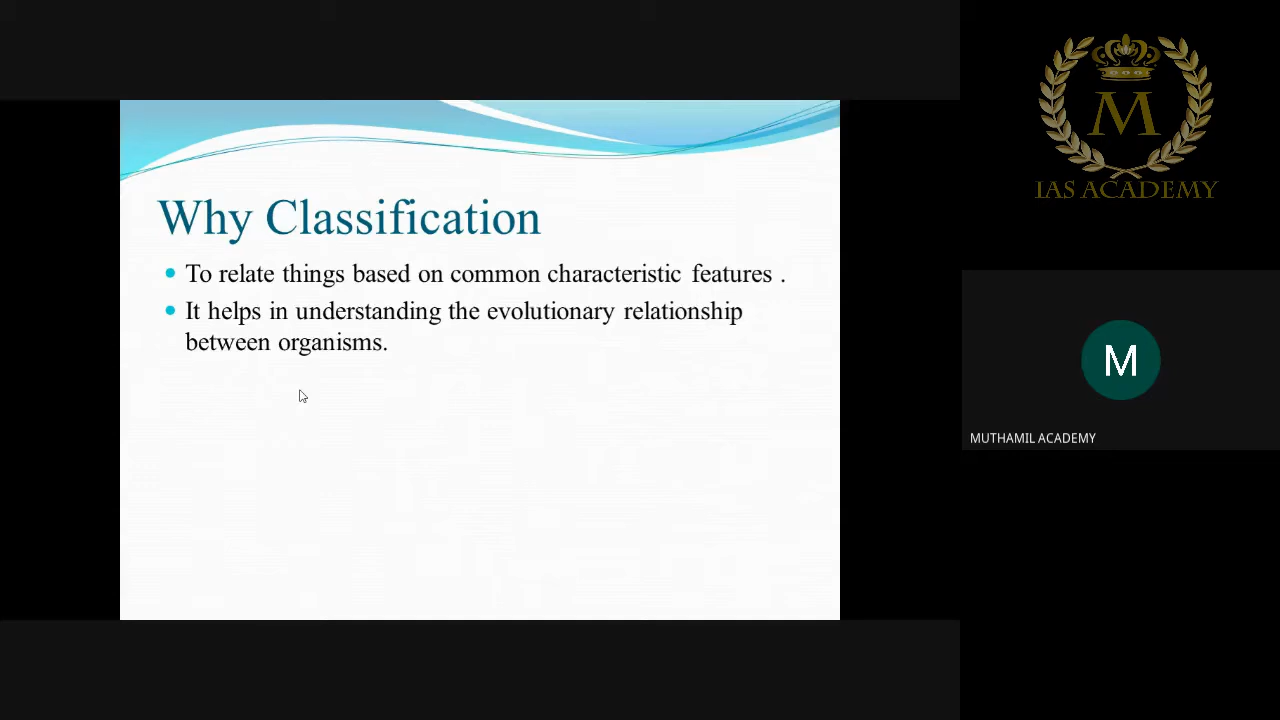 M
IAS ACADEMY
Why Classification
To relate things based on common characteristic features .
It helps in understanding the evolutionary relationship
between organisms.
M
MUTHAMIL ACADEMY